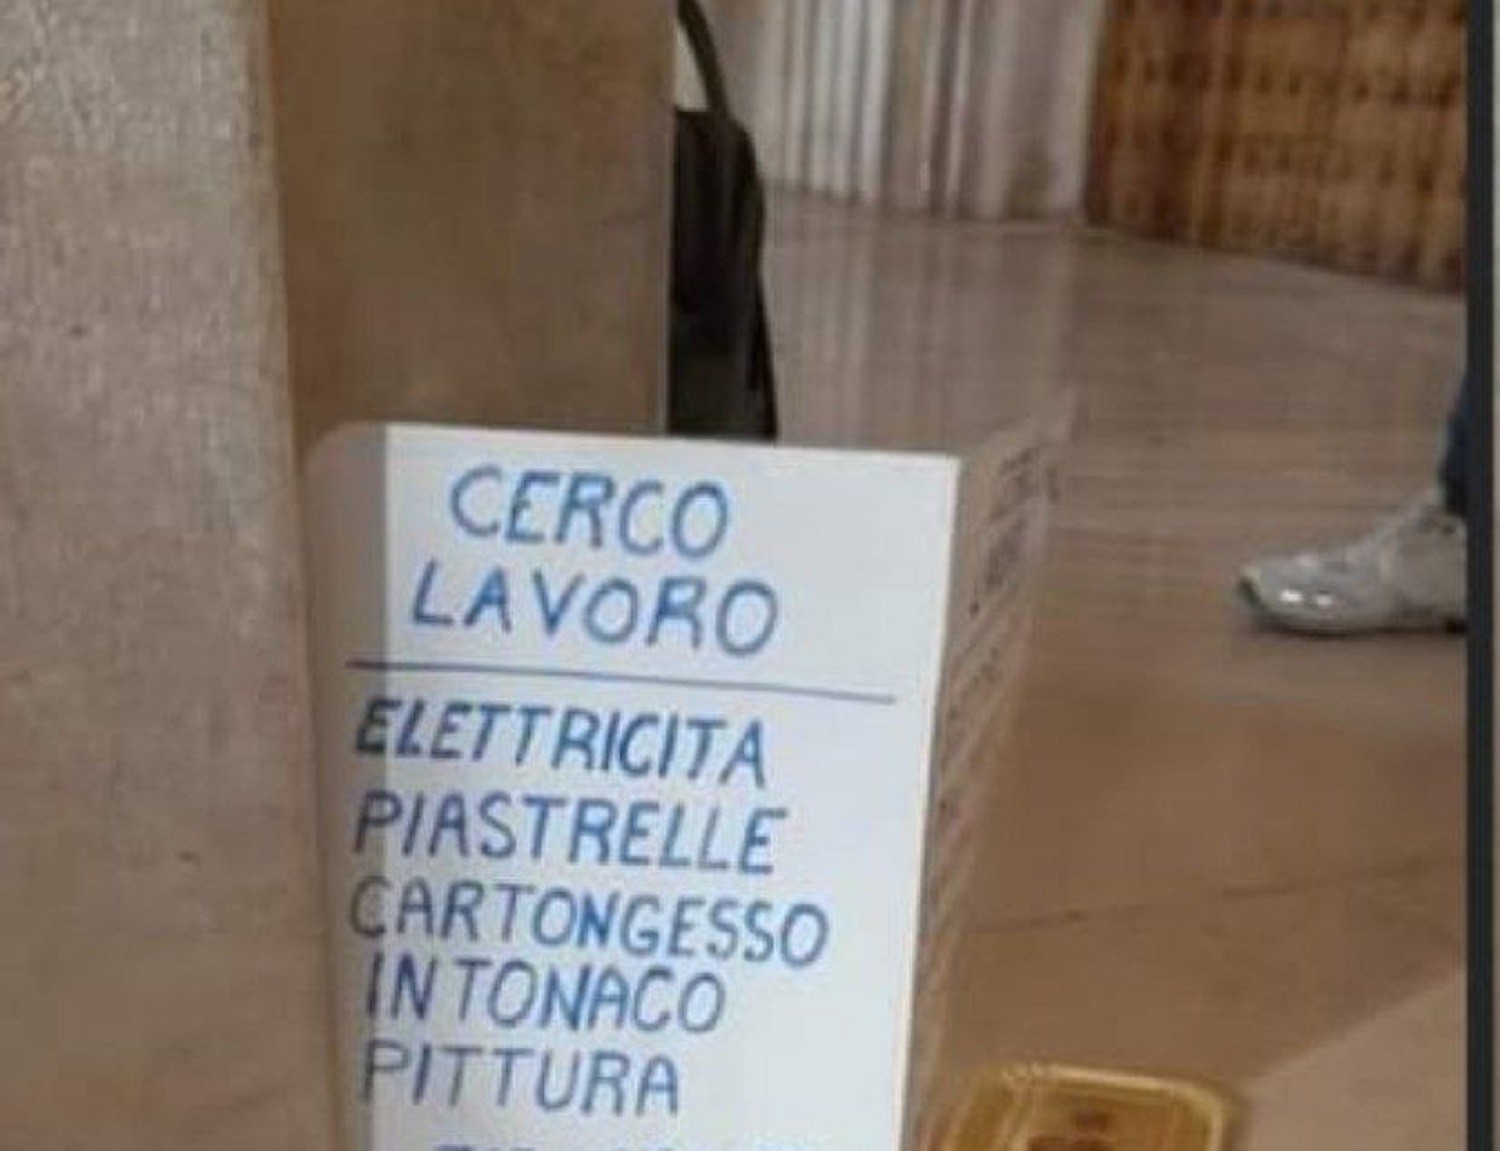 CERCO
LAVORO
ELETTRICITA
PIASTRELLE
CARTONGESSO
INTONACO
PITTURA